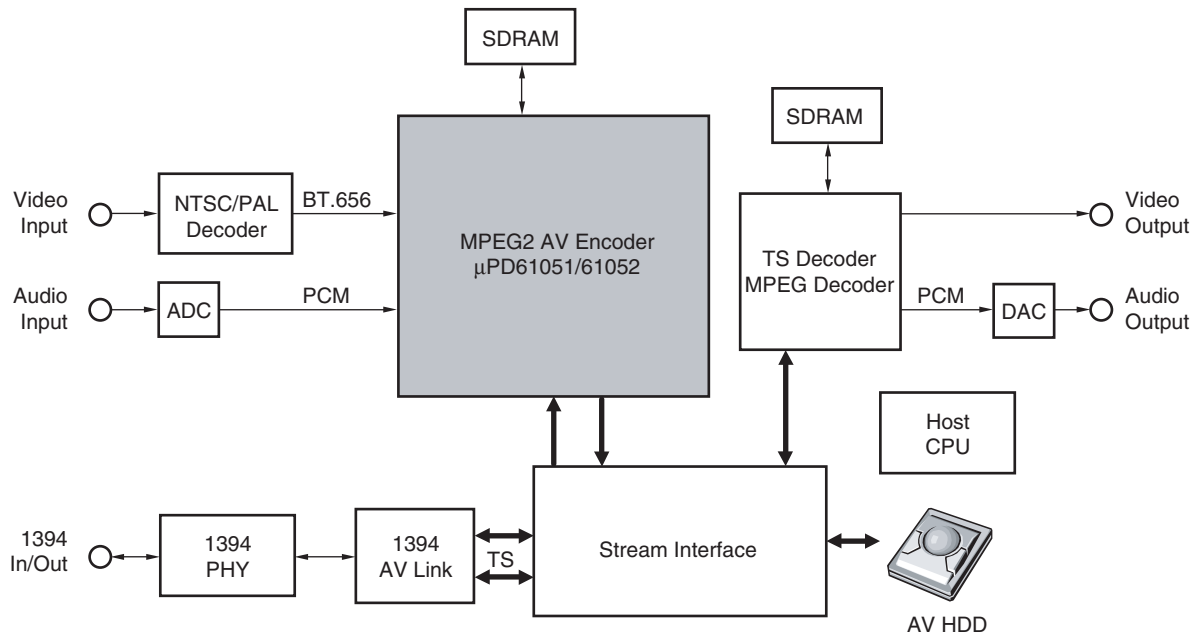 SDRAM
SDRAM
Video
Input
NTSC/PAL
Decoder
BT.656
MPEG2 AV Encoder
μPD61051/61052
TS Decoder
MPEG Decoder
Video
Output
Audio
Input
ADC
PCM
PCM
DAC
Audio
Output
Host
CPU
1394
In/Out
1394
PHY
1394
AV Link
TS
Stream Interface
AV HDD